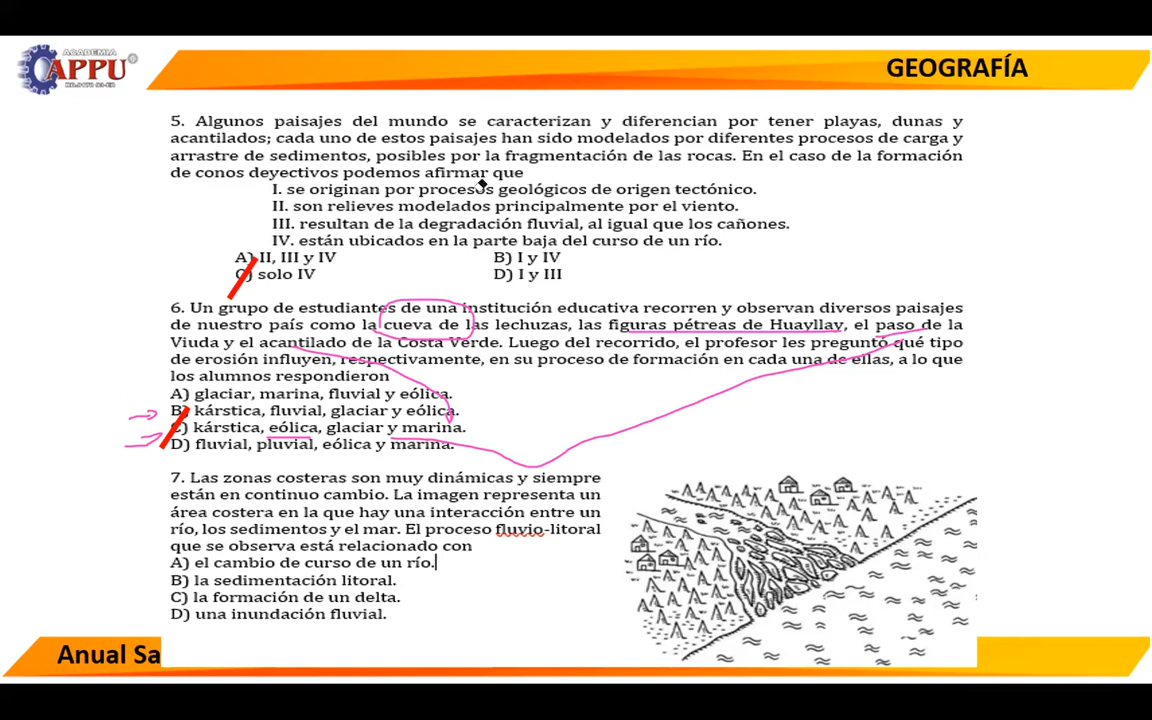 ACADEMIA
APPU
GEOGRAFÍA
5. Algunos paisajes del mundo se caracterizan y diferencian por tener playas, dunas y
acantilados; cada uno de estos paisajes han sido modelados por diferentes procesos de carga y
arrastre de sedimentos, posibles por la fragmentación de las rocas. En el caso de la formación
de conos deyectivos podemos afirmar que
I. se originan por procesos geológicos de origen tectónico.
II. son relieves modelados principalmente por el viento.
III. resultan de la degradación fluvial, al igual que los cañones.
IV. están ubicados en la parte baja del curso de un río.
A) II, III y IV B) I y IV
C) solo IV D) I y III
6. Un grupo de estudiantes de una institución educativa recorren y observan diversos paisajes
de nuestro país como la cueva de las lechuzas, las figuras pétreas de Huayllay, el paso de la
Viuda y el acantilado de la Costa Verde. Luego del recorrido, el profesor les preguntó qué tipo
de erosión influyen, respectivamente, en su proceso de formación en cada una de ellas, a lo que
los alumnos respondieron
A) glaciar, marina, fluvial y eólica.
B) kárstica, fluvial, glaciar y eólica.
C) kárstica, eólica, glaciar y marina.
D) fluvial, pluvial, eólica y marina.
7. Las zonas costeras son muy dinámicas y siempre
están en continuo cambio. La imagen representa un
área costera en la que hay una interacción entre un
río, los sedimentos y el mar. El proceso fluvio-litoral
que se observa está relacionado con
A) el cambio de curso de un río.
B) la sedimentación litoral.
C) la formación de un delta.
D) una inundación fluvial.
Anual Sa